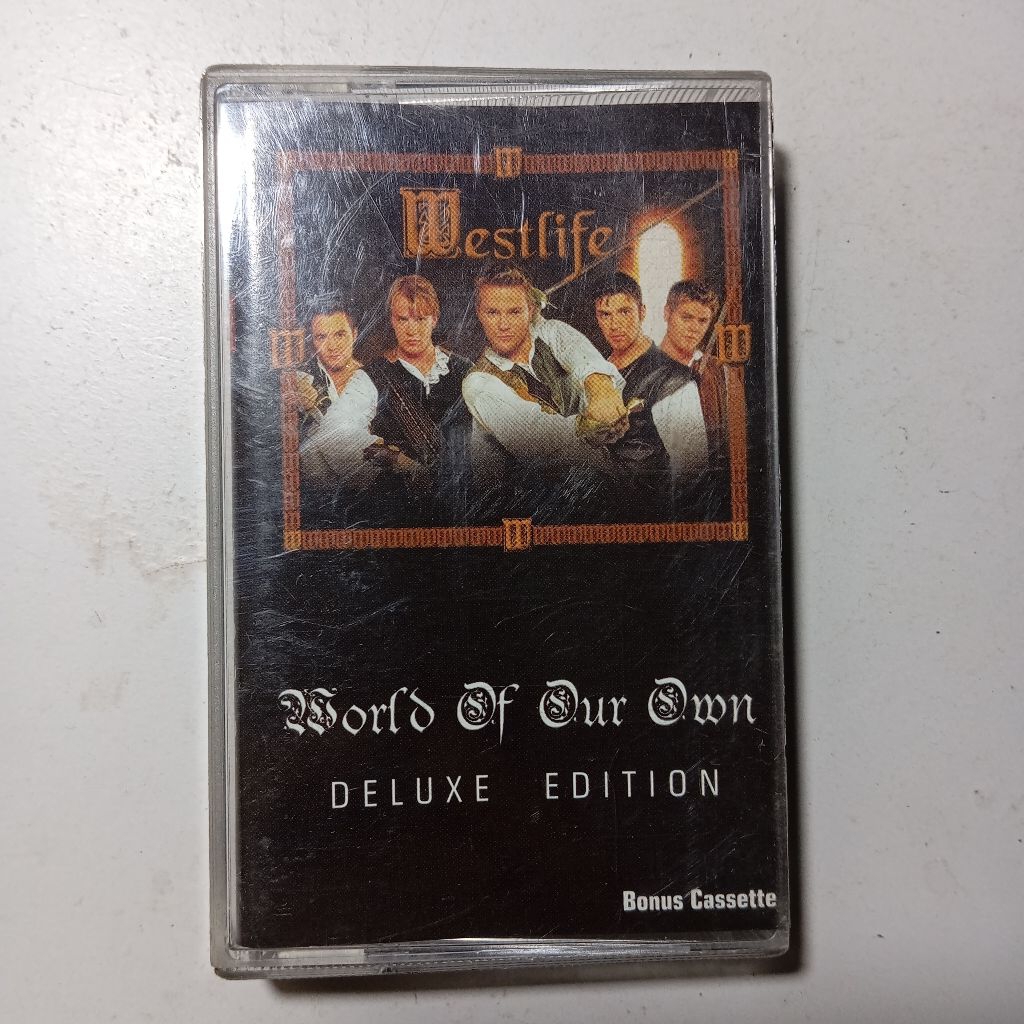 Westlife
World Of Our Own
DELUXE EDITION
Bonus Cassette